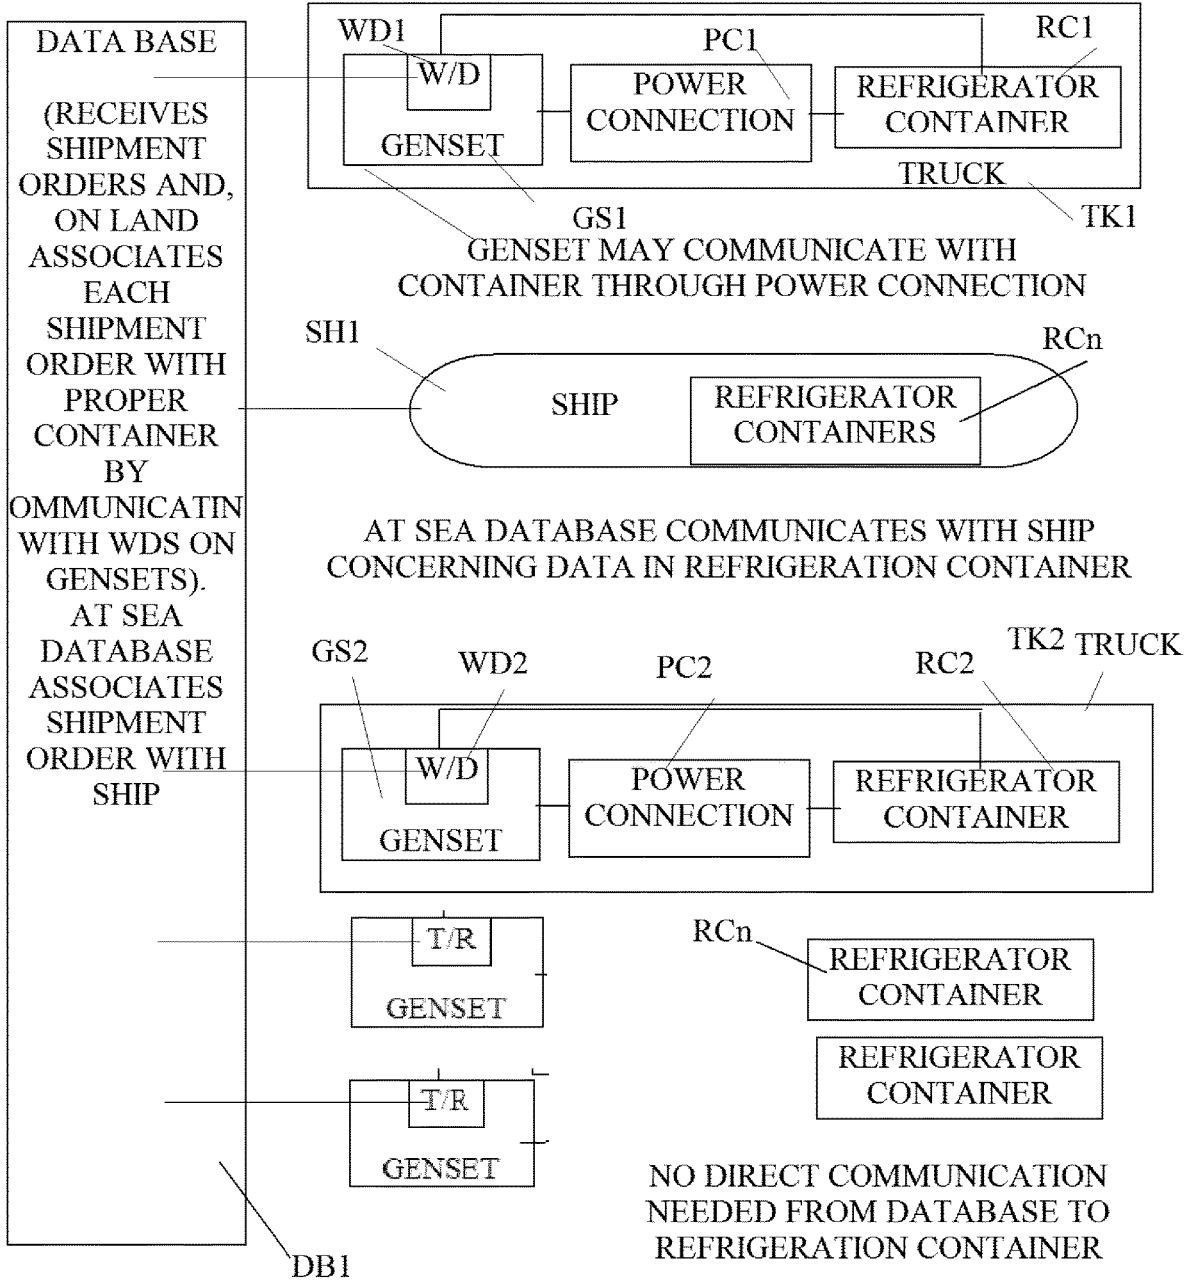 DATA BASE
(RECEIVES
SHIPMENT
ORDERS AND,
ON LAND
ASSOCIATES
EACH
SHIPMENT
ORDER WITH
PROPER
CONTAINER
BY
OMMUNICATIN
WITH WDS ON
GENSETS).
AT SEA
DATABASE
ASSOCIATES
SHIPMENT
ORDER WITH
SHIP
DB1
WD1
PC1
RC1
W/D
GENSET
POWER
CONNECTION
REFRIGERATOR
CONTAINER
TRUCK
GS1
TK1
GENSET MAY COMMUNICATE WITH
CONTAINER THROUGH POWER CONNECTION
SH1
RCn
SHIP
REFRIGERATOR
CONTAINERS
AT SEA DATABASE COMMUNICATES WITH SHIP
CONCERNING DATA IN REFRIGERATION CONTAINER
GS2
WD2
PC2
RC2
TK2 TRUCK
W/D
GENSET
POWER
CONNECTION
REFRIGERATOR
CONTAINER
T/R
GENSET
RCn
REFRIGERATOR
CONTAINER
REFRIGERATOR
CONTAINER
T/R
GENSET
NO DIRECT COMMUNICATION
NEEDED FROM DATABASE TO
REFRIGERATION CONTAINER